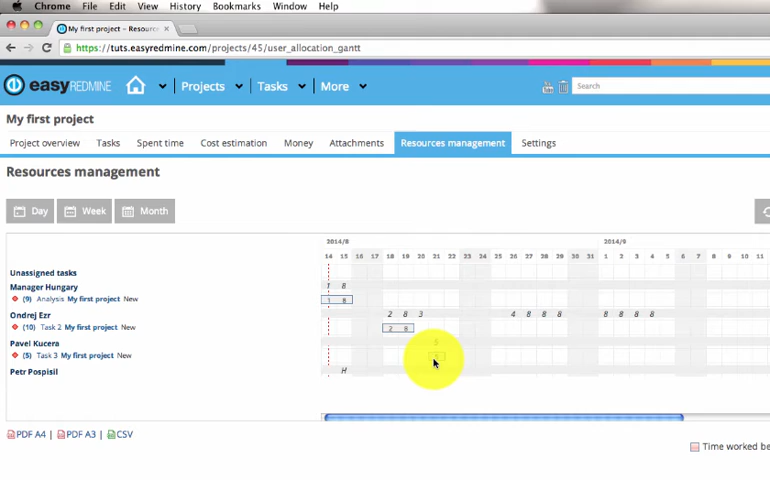 Chrome File Edit View History Bookmarks Window Help
My first project - Resourc
https://tuts.easyredmine.com/projects/45/user_allocation_gantt
easyREDMINE Projects Tasks More Search
My first project
Project overview Tasks Spent time Cost estimation Money Attachments Resources management Settings
Resources management
Day Week Month
2014/8 2014/9
14 15 16 17 18 19 20 21 22 23 24 25 26 27 28 29 30 31 1 2 3 4 5 6 7 8 9 10 11
Unassigned tasks
Manager Hungary 1 8
(9) Analysis My first project New 1 8
Ondrej Ezr 2 8 3 4 8 8 8 8 8 8 8
(10) Task 2 My first project New 2 8
Pavel Kucera 5
(5) Task 3 My first project New
Petr Pospisil H
PDF A4 | PDF A3 | CSV
Time worked be